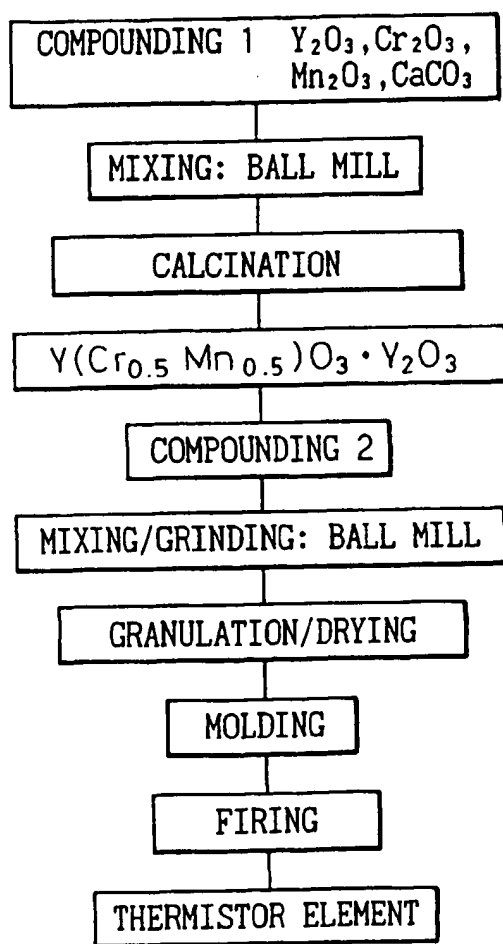 COMPOUNDING 1 Y₂O₃,Cr₂O₃,
Mn₂O₃,CaCO₃
MIXING: BALL MILL
CALCINATION
Y(Cr₀.₅ Mn₀.₅)O₃・Y₂O₃
COMPOUNDING 2
MIXING/GRINDING: BALL MILL
GRANULATION/DRYING
MOLDING
FIRING
THERMISTOR ELEMENT